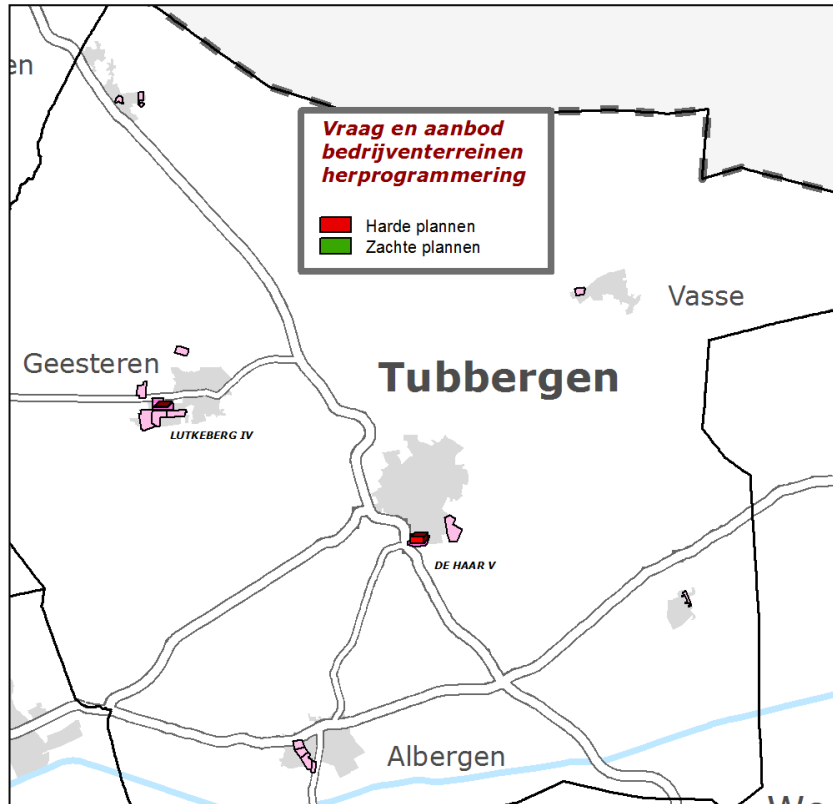 en
Vraag en aanbod
bedrijventerreinen
herprogrammering
Harde plannen
Zachte plannen
Vasse
Geesteren
Tubbergen
LUTKEBERG IV
DE HAAR V
Albergen